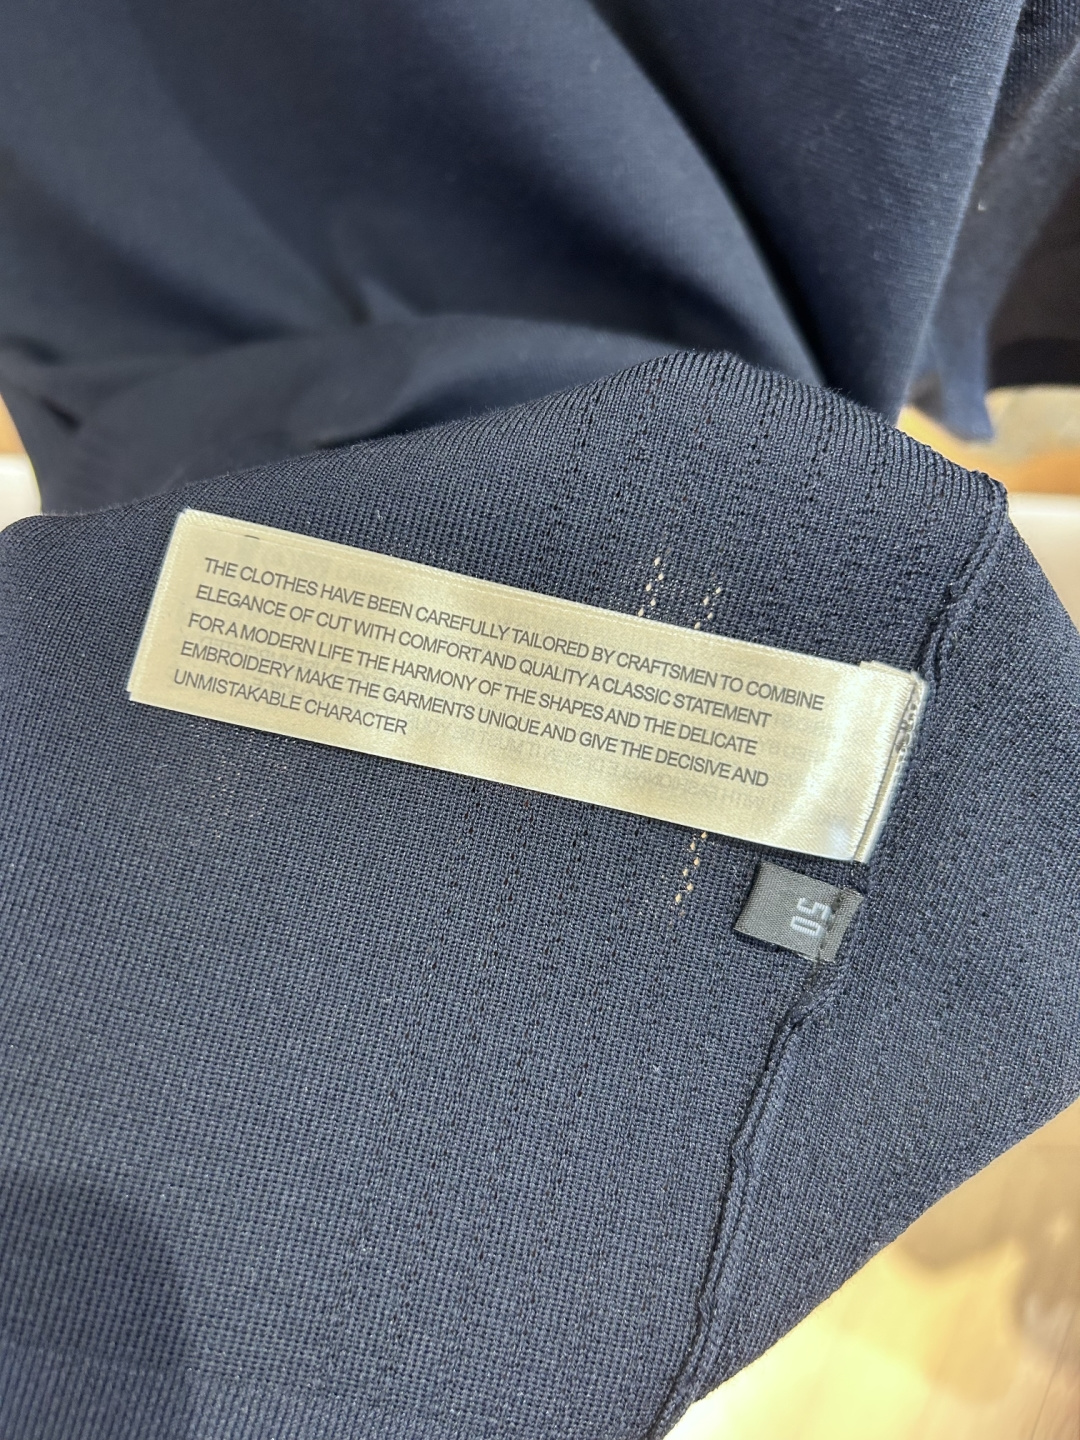 THE CLOTHES HAVE BEEN CAREFULLY TAILORED BY CRAFTSMEN TO COMBINE
ELEGANCE OF CUT WITH COMFORT AND QUALITY A CLASSIC STATEMENT
FOR A MODERN LIFE THE HARMONY OF THE SHAPES AND THE DELICATE
EMBROIDERY MAKE THE GARMENTS UNIQUE AND GIVE THE DECISIVE AND
UNMISTAKABLE CHARACTER
50